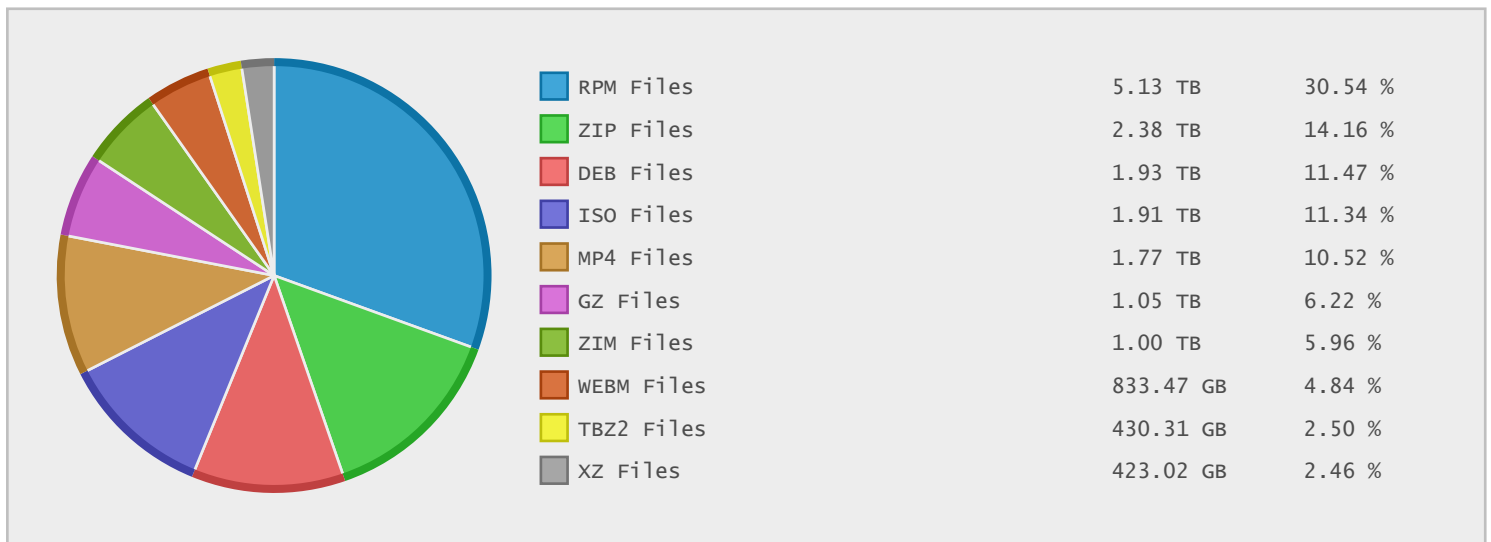 RPM Files 5.13 TB 30.54 %
ZIP Files 2.38 TB 14.16 %
DEB Files 1.93 TB 11.47 %
ISO Files 1.91 TB 11.34 %
MP4 Files 1.77 TB 10.52 %
GZ Files 1.05 TB 6.22 %
ZIM Files 1.00 TB 5.96 %
WEBM Files 833.47 GB 4.84 %
TBZ2 Files 430.31 GB 2.50 %
XZ Files 423.02 GB 2.46 %